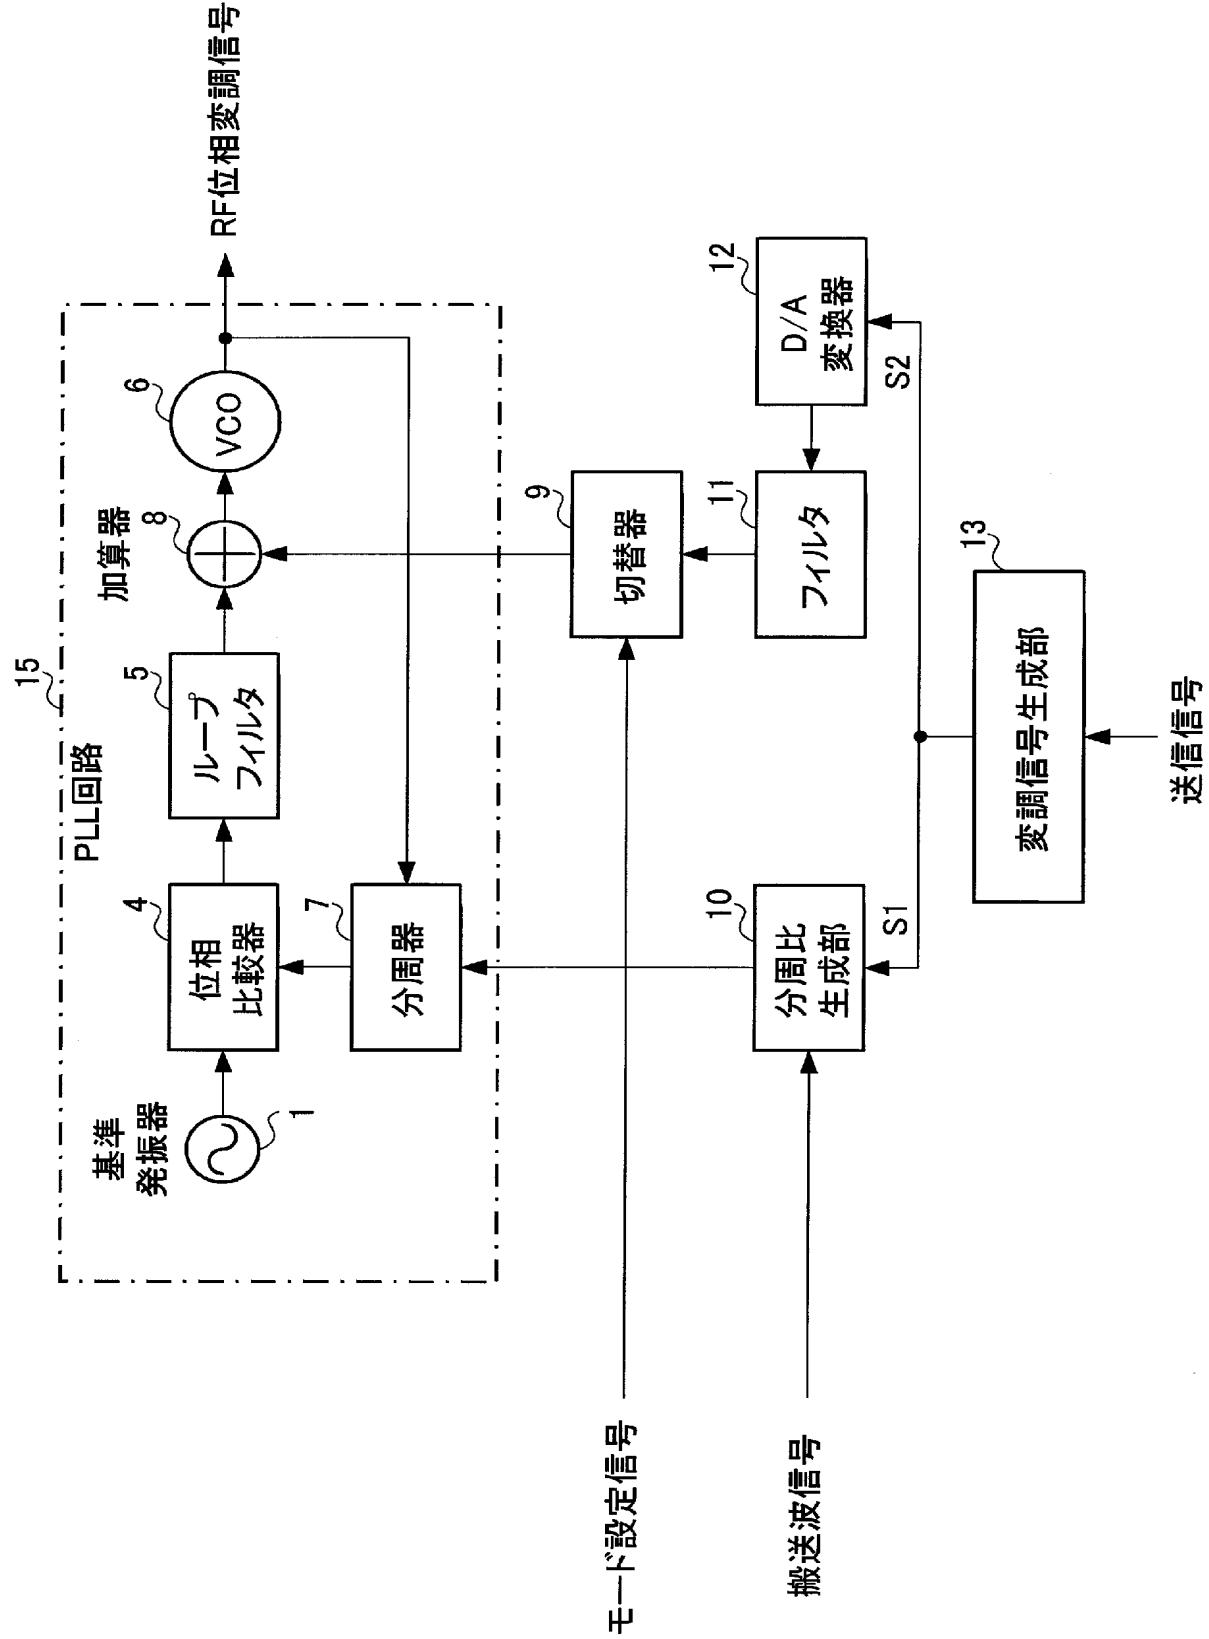 15
PLL回路
基準
発振器
1
4
位相
比較器
5
ループ
フィルタ
加算器
8
6
VCO
RF位相変調信号
7
分周器
モード設定信号
9
切替器
搬送波信号
10
分周比
生成部
11
フィルタ
12
D/A
変換器
S1
S2
13
変調信号生成部
送信信号